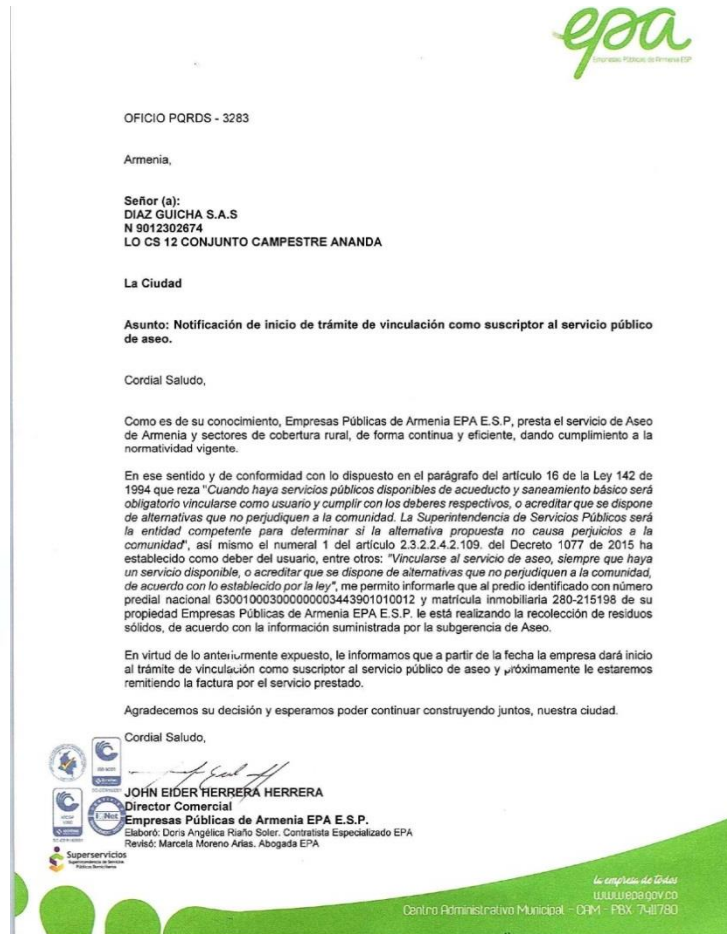 epa
Empresas Públicas de Armenia ESP
OFICIO PQRDS - 3283
Armenia,
Señor (a):
DIAZ GUICHA S.A.S
N 9012302674
LO CS 12 CONJUNTO CAMPESTRE ANANDA
La Ciudad
Asunto: Notificación de inicio de trámite de vinculación como suscriptor al servicio público
de aseo.
Cordial Saludo,
Como es de su conocimiento, Empresas Públicas de Armenia EPA E.S.P, presta el servicio de Aseo
de Armenia y sectores de cobertura rural, de forma continua y eficiente, dando cumplimiento a la
normatividad vigente.
En ese sentido y de conformidad con lo dispuesto en el parágrafo del artículo 16 de la Ley 142 de
1994 que reza "Cuando haya servicios públicos disponibles de acueducto y saneamiento básico será
obligatorio vincularse como usuario y cumplir con los deberes respectivos, o acreditar que se dispone
de alternativas que no perjudiquen a la comunidad. La Superintendencia de Servicios Públicos será
la entidad competente para determinar si la alternativa propuesta no causa perjuicios a la
comunidad", así mismo el numeral 1 del artículo 2.3.2.2.4.2.109. del Decreto 1077 de 2015 ha
establecido como deber del usuario, entre otros: "Vincularse al servicio de aseo, siempre que haya
un servicio disponible, o acreditar que se dispone de alternativas que no perjudiquen a la comunidad,
de acuerdo con lo establecido por la ley", me permito informarle que al predio identificado con número
predial nacional 630010003000000003443901010012 y matrícula inmobiliaria 280-215198 de su
propiedad Empresas Públicas de Armenia EPA E.S.P. le está realizando la recolección de residuos
sólidos, de acuerdo con la información suministrada por la subgerencia de Aseo.
En virtud de lo anteriormente expuesto, le informamos que a partir de la fecha la empresa dará inicio
al trámite de vinculación como suscriptor al servicio público de aseo y próximamente le estaremos
remitiendo la factura por el servicio prestado.
Agradecemos su decisión y esperamos poder continuar construyendo juntos, nuestra ciudad.
Cordial Saludo,
JOHN EIDER HERRERA HERRERA
Director Comercial
Empresas Públicas de Armenia EPA E.S.P.
Elaboró: Doris Angélica Riaño Soler. Contratista Especializado EPA
Revisó: Marcela Moreno Arias. Abogada EPA
IQNet
Superservicios
Superintendencia de Servicios
Públicos Domiciliarios
la empresa de todos
www.epa.gov.co
Centro Administrativo Municipal - CAM - PBX 7411780